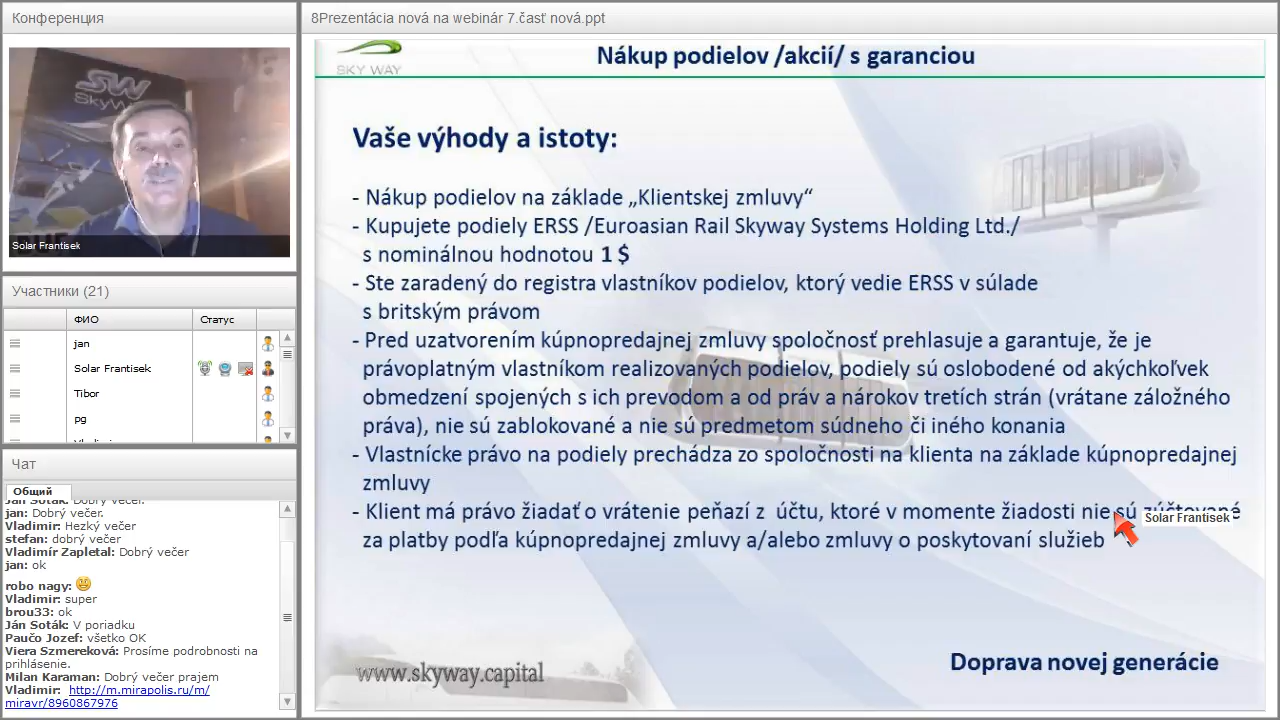 Конференция
SW
SkyWay
Solar Frantisek
Участники (21)
ФИО
Статус
jan
Solar Frantisek
Tibor
pg
Чат
Общий
Ján Soták: Dobrý večer.
jan: Dobrý večer.
Vladimir: Hezký večer
stefan: dobrý večer
Vladimír Zapletal: Dobrý večer
jan: ok
robo nagy:
Vladimir: super
brou33: ok
Ján Soták: V poriadku
Paučo Jozef: všetko OK
Viera Szmereková: Prosíme podrobnosti na
prihlásenie.
Milan Karaman: Dobrý večer prajem
Vladimir: http://m.mirapolis.ru/m/
miravr/8960867976
8Prezentácia nová na webinár 7.časť nová.ppt
SKY WAY
Nákup podielov /akcií/ s garanciou
Vaše výhody a istoty:
- Nákup podielov na základe „Klientskej zmluvy“
- Kupujete podiely ERSS /Euroasian Rail Skyway Systems Holding Ltd./
s nominálnou hodnotou 1 $
- Ste zaradený do registra vlastníkov podielov, ktorý vedie ERSS v súlade
s britským právom
- Pred uzatvorením kúpnopredajnej zmluvy spoločnosť prehlasuje a garantuje, že je
právoplatným vlastníkom realizovaných podielov, podiely sú oslobodené od akýchkoľvek
obmedzení spojených s ich prevodom a od práv a nárokov tretích strán (vrátane záložného
práva), nie sú zablokované a nie sú predmetom súdneho či iného konania
- Vlastnícke právo na podiely prechádza zo spoločnosti na klienta na základe kúpnopredajnej
zmluvy
- Klient má právo žiadať o vrátenie peňazí z účtu, ktoré v momente žiadosti nie sú zúčtované
Solar Frantisek
za platby podľa kúpnopredajnej zmluvy a/alebo zmluvy o poskytovaní služieb
www.skyway.capital
Doprava novej generácie